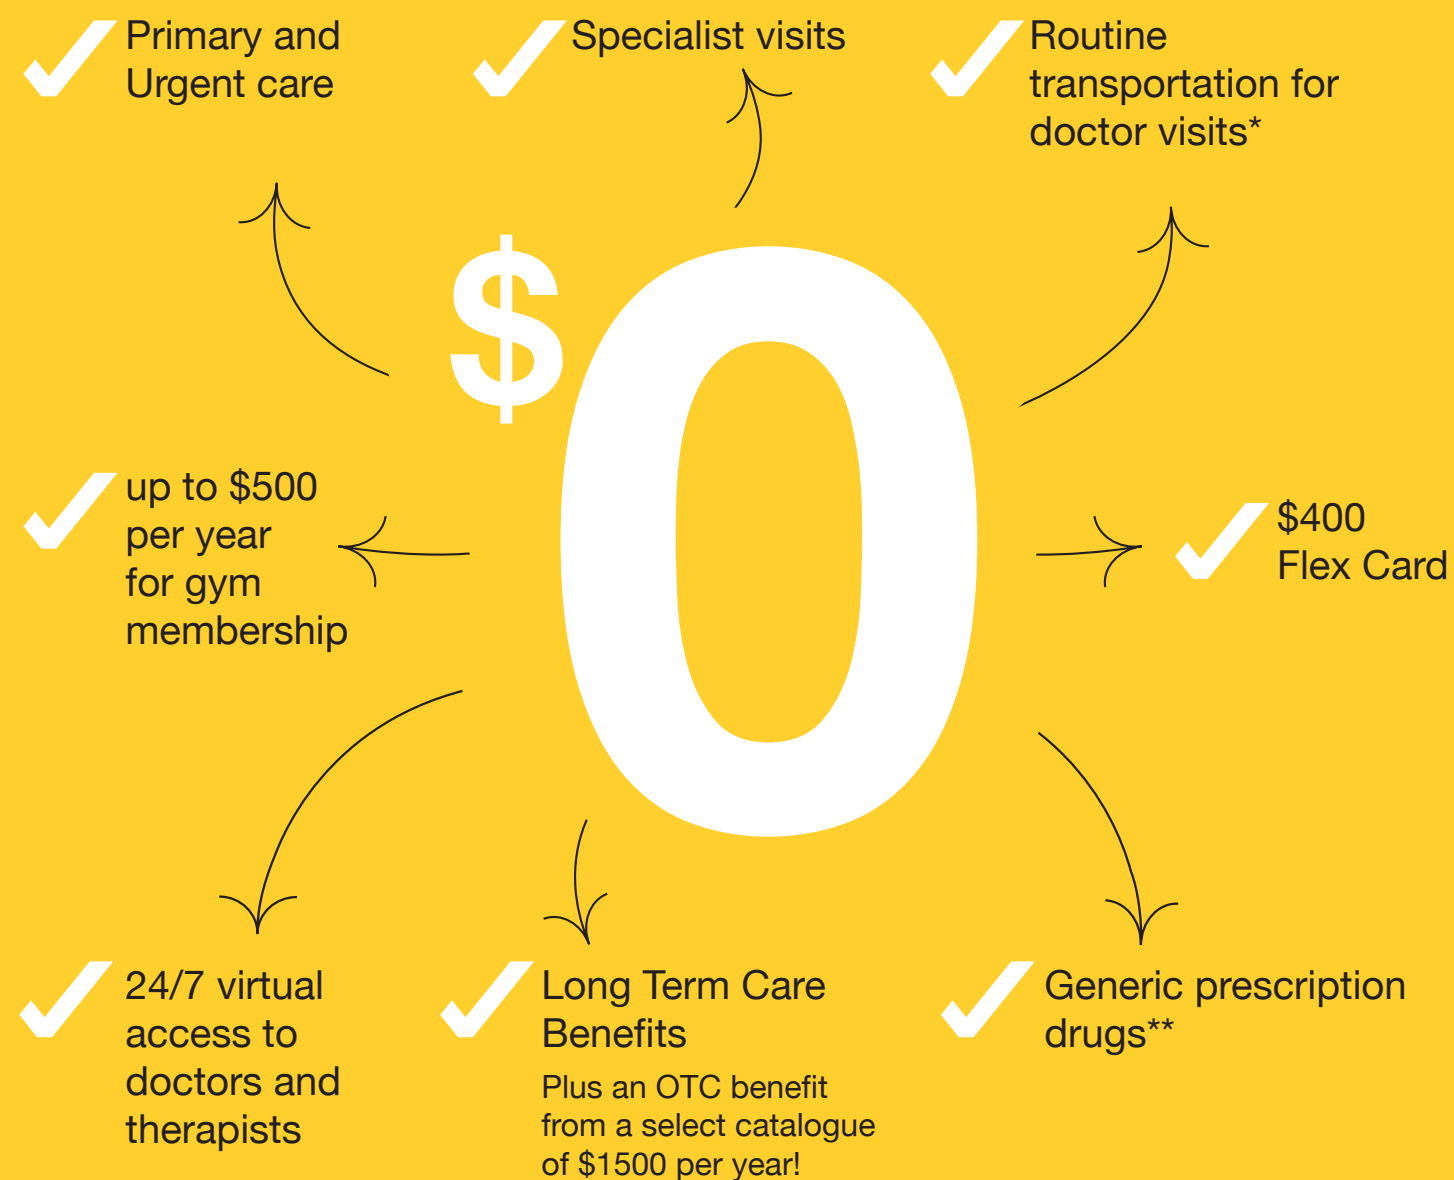 Primary and
Urgent care
Specialist visits
Routine
transportation for
doctor visits*
$0
up to $500
per year
for gym
membership
$400
Flex Card
24/7 virtual
access to
doctors and
therapists
Long Term Care
Benefits
Plus an OTC benefit
from a select catalogue
of $1500 per year!
Generic prescription
drugs**